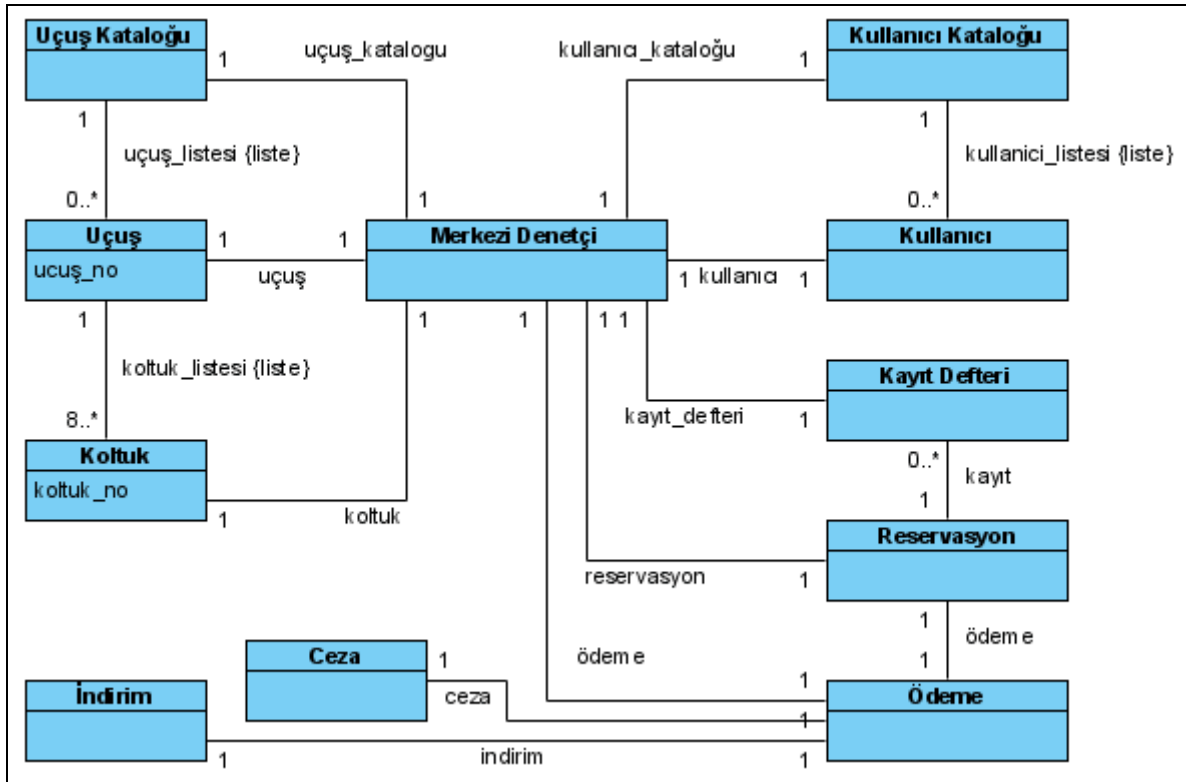 Uçuş Kataloğu
Kullanıcı Kataloğu
1
uçuş_katalogu
kullanıcı_kataloğu
1
1
1
uçuş_listesi {liste}
kullanici_listesi {liste}
0..*
1
1
0..*
Uçuş
ucuş_no
1
1
uçuş
Merkezi Denetçi
1
kullanıcı
1
Kullanıcı
1
1
1
1
1
koltuk_listesi {liste}
Kayıt Defteri
kayıt_defteri
1
8..*
Koltuk
koltuk_no
0..*
kayıt
1
1
koltuk
Reservasyon
reservasyon
1
1
ödeme
Ceza
1
ödeme
1
İndirim
ceza
1
1
Ödeme
1
indirim
1